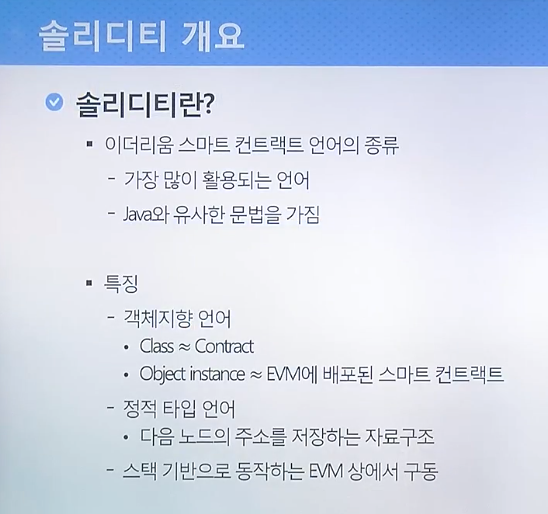 솔리디티 개요
솔리디티란?
▪ 이더리움 스마트 컨트랙트 언어의 종류
- 가장 많이 활용되는 언어
- Java와 유사한 문법을 가짐
▪ 특징
- 객체지향 언어
• Class ≈ Contract
• Object instance ≈ EVM에 배포된 스마트 컨트랙트
- 정적 타입 언어
• 다음 노드의 주소를 저장하는 자료구조
- 스택 기반으로 동작하는 EVM 상에서 구동